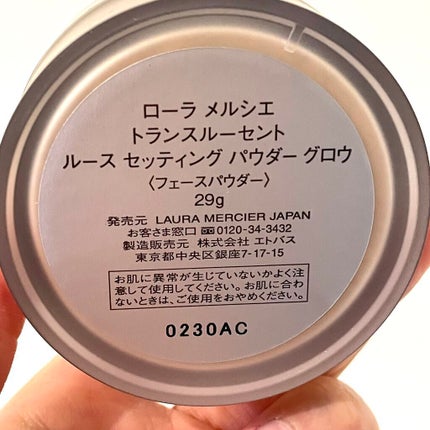 ローラ メルシエ
トランスルーセント
ルース セッティング パウダー グロウ
〈フェースパウダー〉
29g
発売元 LAURA MERCIER JAPAN
お客さま窓口 0120-34-3432
製造販売元 株式会社 エトバス
東京都中央区銀座7-17-15
お肌に異常が生じていないかよく注
意して使用してください。お肌に合わ
ないときは、ご使用をおやめください。
0230AC